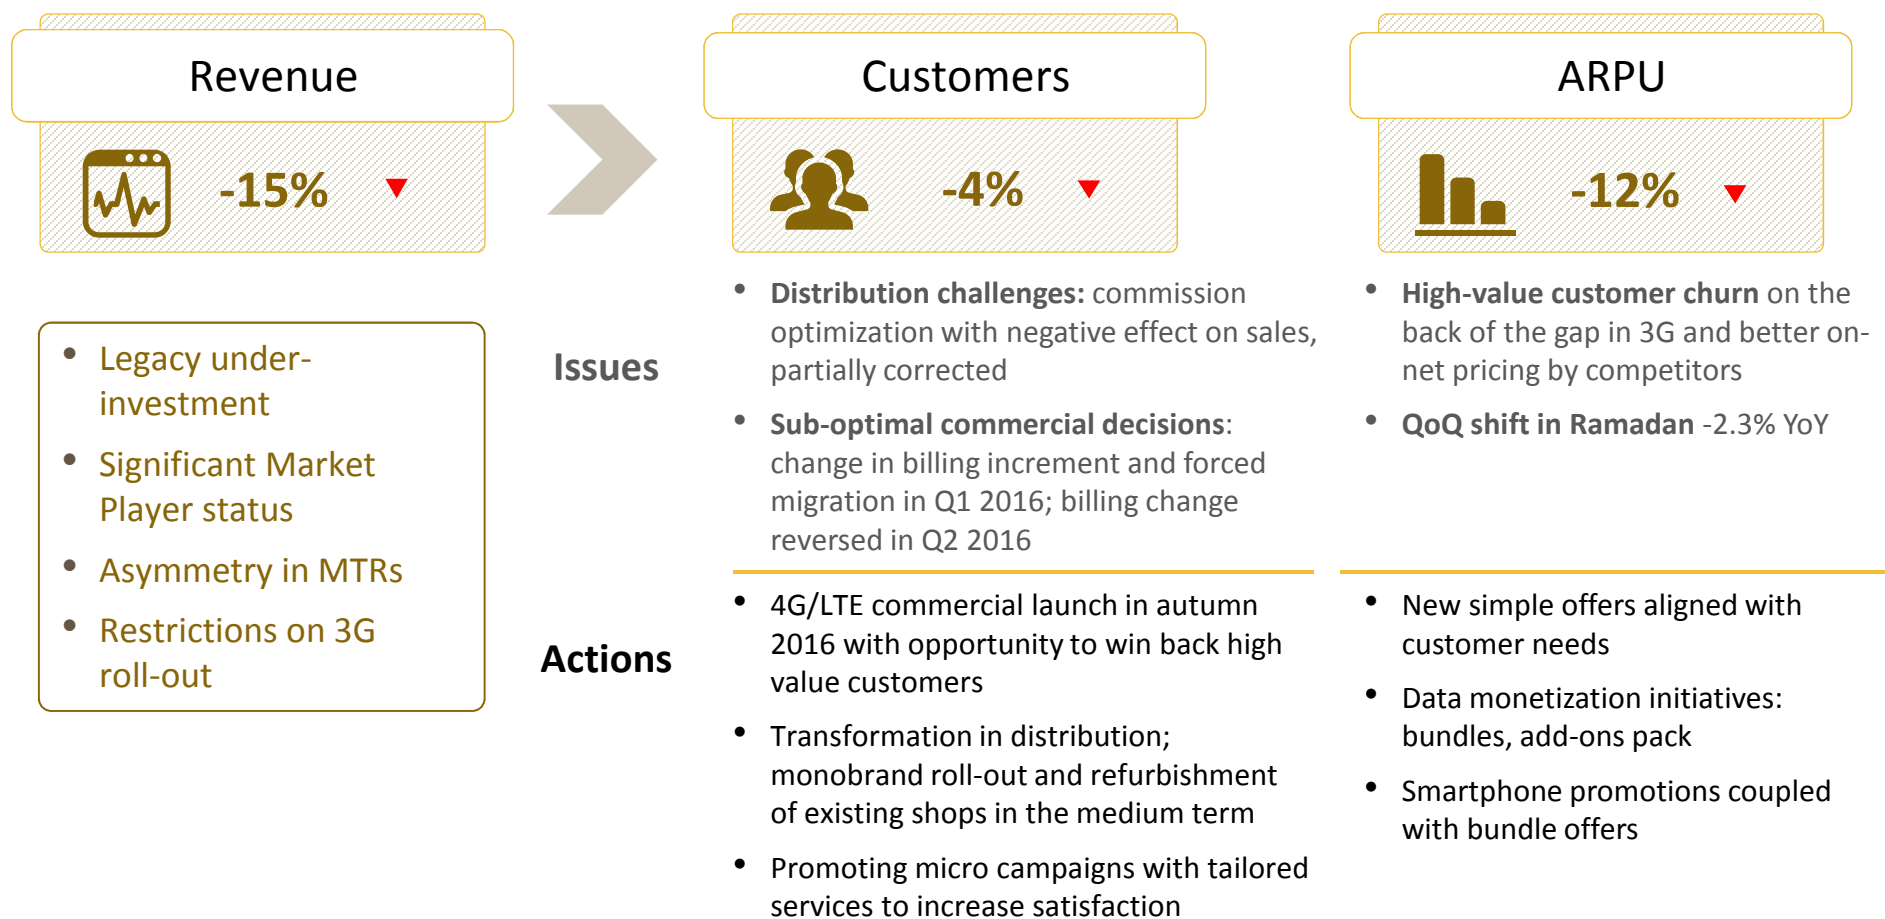 Revenue
-15%
• Legacy under-
investment
• Significant Market
Player status
• Asymmetry in MTRs
• Restrictions on 3G
roll-out
Customers
-4%
ARPU
-12%
Issues
• Distribution challenges: commission
optimization with negative effect on sales,
partially corrected
• Sub-optimal commercial decisions:
change in billing increment and forced
migration in Q1 2016; billing change
reversed in Q2 2016
• High-value customer churn on the
back of the gap in 3G and better on-
net pricing by competitors
• QoQ shift in Ramadan -2.3% YoY
Actions
• 4G/LTE commercial launch in autumn
2016 with opportunity to win back high
value customers
• Transformation in distribution;
monobrand roll-out and refurbishment
of existing shops in the medium term
• Promoting micro campaigns with tailored
services to increase satisfaction
• New simple offers aligned with
customer needs
• Data monetization initiatives:
bundles, add-ons pack
• Smartphone promotions coupled
with bundle offers